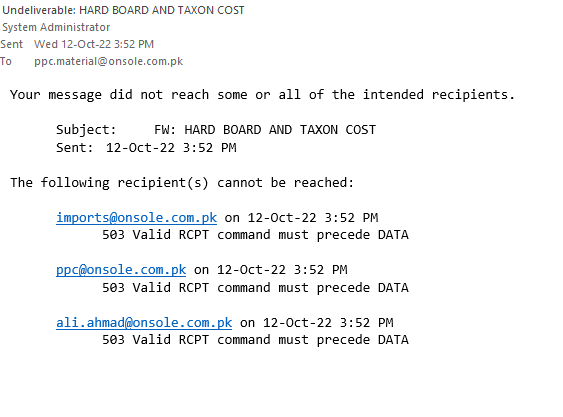 Undeliverable: HARD BOARD AND TAXON COST
System Administrator
Sent Wed 12-Oct-22 3:52 PM
To ppc.material@onsole.com.pk
Your message did not reach some or all of the intended recipients.
Subject: FW: HARD BOARD AND TAXON COST
Sent: 12-Oct-22 3:52 PM
The following recipient(s) cannot be reached:
imports@onsole.com.pk on 12-Oct-22 3:52 PM
503 Valid RCPT command must precede DATA
ppc@onsole.com.pk on 12-Oct-22 3:52 PM
503 Valid RCPT command must precede DATA
ali.ahmad@onsole.com.pk on 12-Oct-22 3:52 PM
503 Valid RCPT command must precede DATA